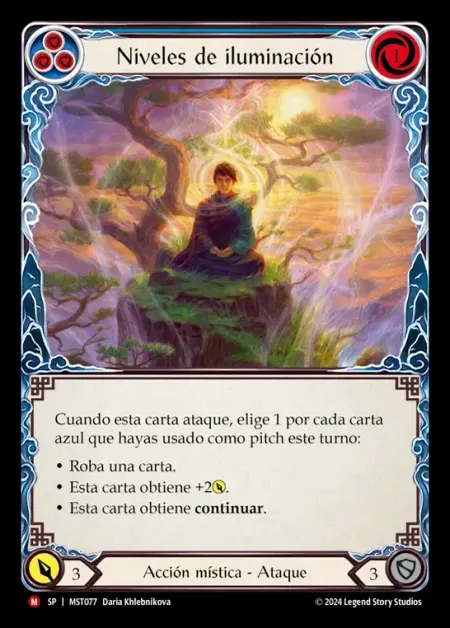 Niveles de iluminación
1
Cuando esta carta ataque, elige 1 por cada carta
azul que hayas usado como pitch este turno:
• Roba una carta.
• Esta carta obtiene +2.
• Esta carta obtiene continuar.
3
Acción mística - Ataque
3
M SP | MST077 Daria Khlebnikova
© 2024 Legend Story Studios